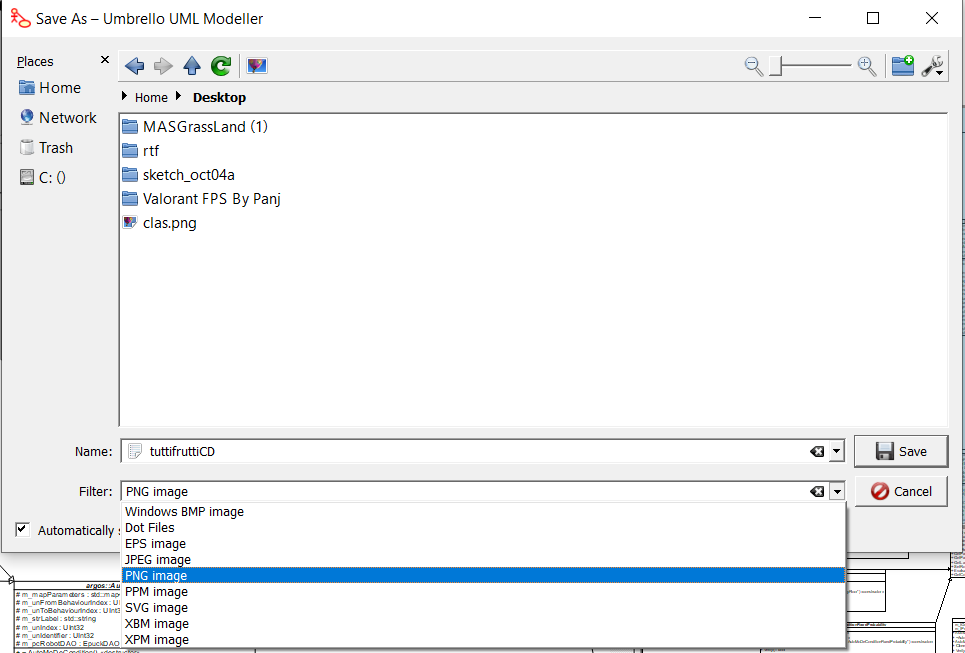 Save As – Umbrello UML Modeller
Places
Home
Network
Trash
C: ()
Home Desktop
MASGrassLand (1)
rtf
sketch_oct04a
Valorant FPS By Panj
clas.png
Name: tuttifruttiCD Save
Filter: PNG image Cancel
Automatically s
Windows BMP image
Dot Files
EPS image
JPEG image
PNG image
PPM image
SVG image
XBM image
XPM image
argos::Au
# m_mapParameters : std::map<
# m_unFromBehaviourIndex : UI
# m_unToBehaviourIndex : UInt3
# m_strLabel : std::string
# m_unIndex : UInt32
# m_unIdentifier : UInt32
# m_pcRobotDAO : EpuckDAO